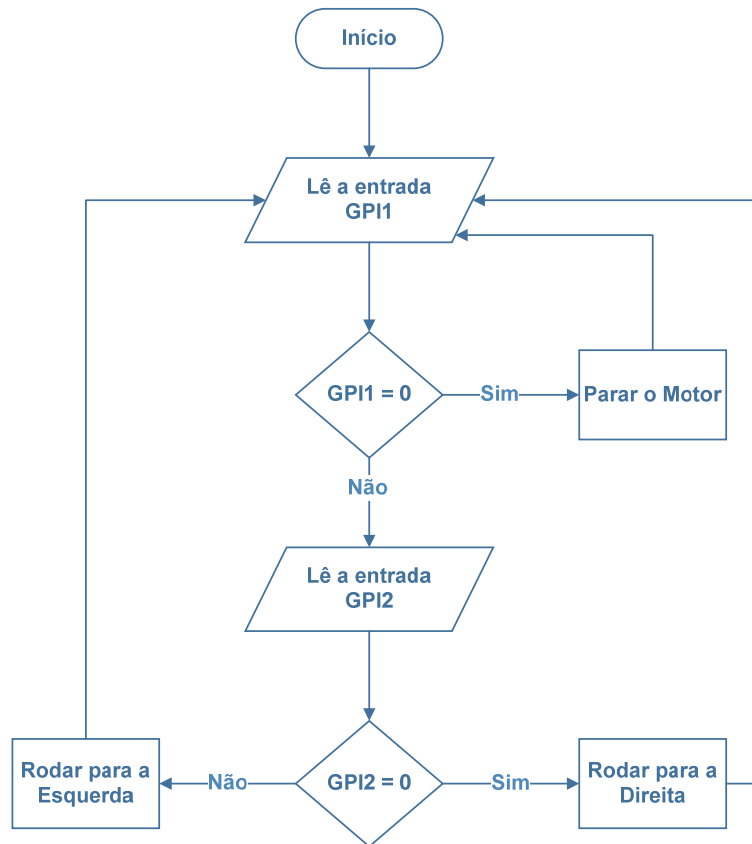 Início
Lê a entrada
GPI1
GPI1 = 0
Sim
Parar o Motor
Não
Lê a entrada
GPI2
Rodar para a
Esquerda
Não
GPI2 = 0
Sim
Rodar para a
Direita